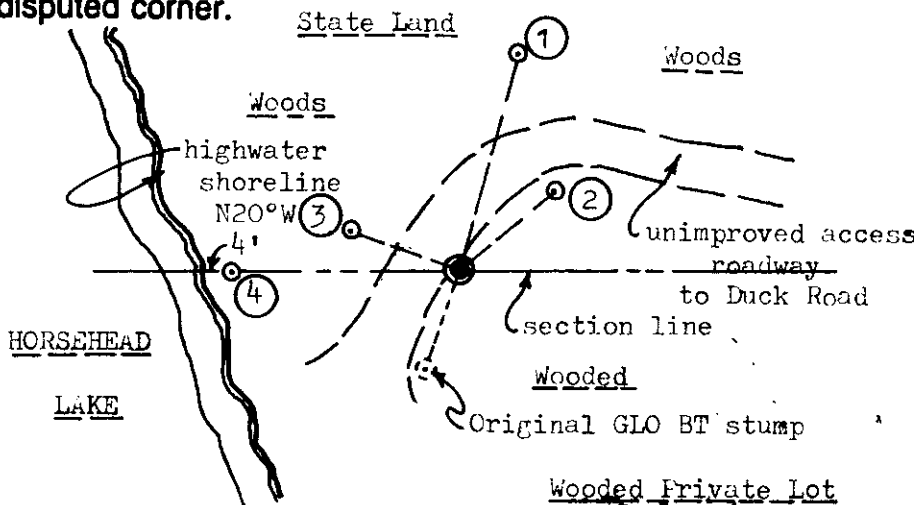 disputed corner.
State Land
1
Woods
Woods
highwater
shoreline
N20°W
3
2
4'
4
unimproved access
roadway
to Duck Road
section line
HORSEHEAD
LAKE
Wooded
Original GLO BT stump
Wooded Private Lot